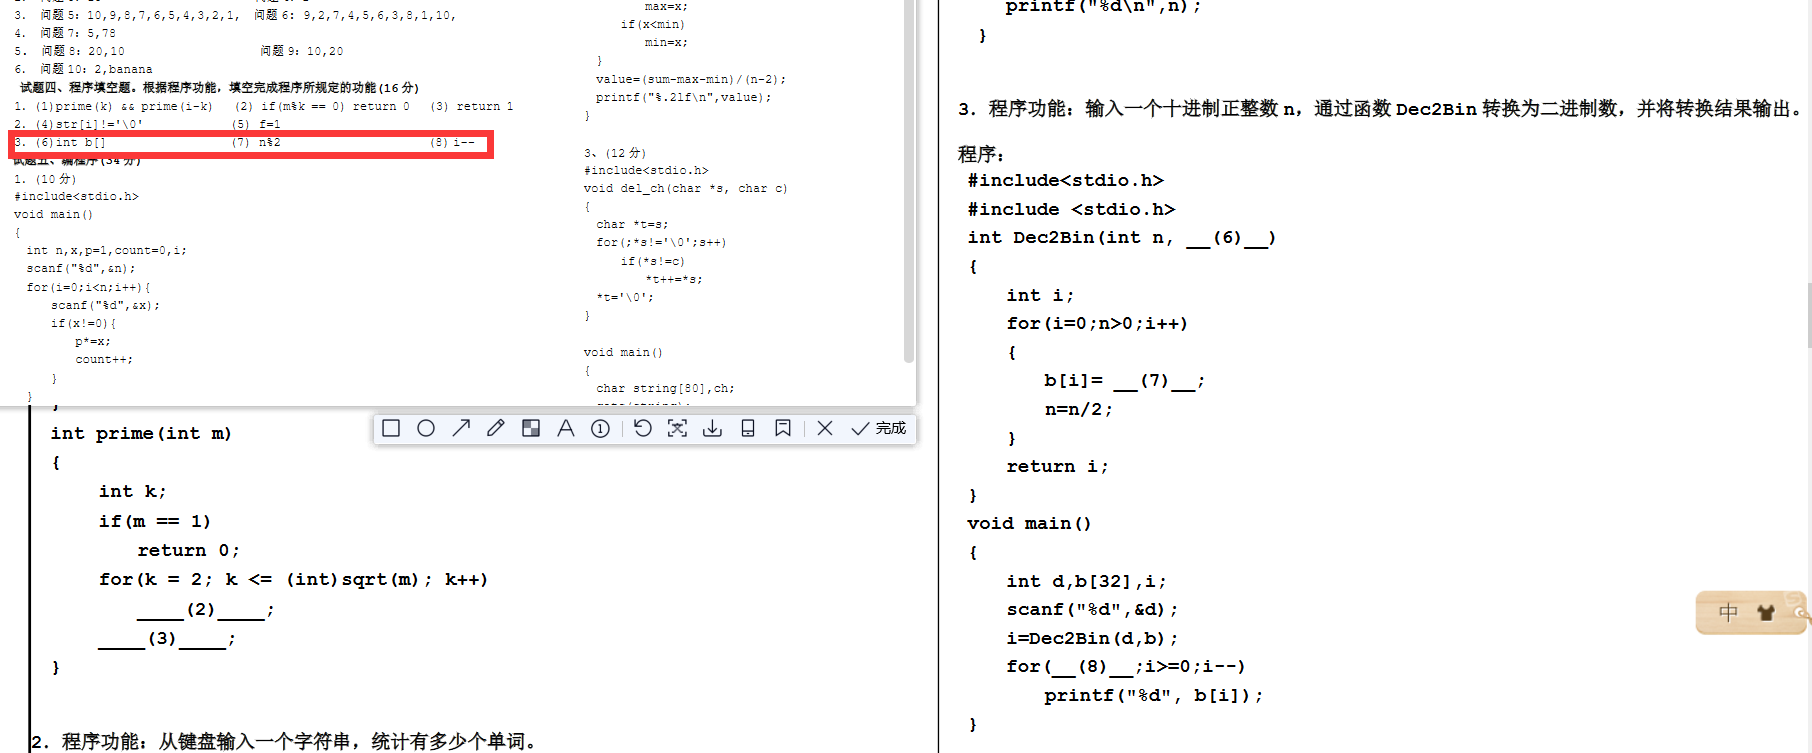 3. 问题5：10,9,8,7,6,5,4,3,2,1, 问题6：9,2,7,4,5,6,3,8,1,10,
4. 问题7：5,78
5. 问题8：20,10 问题9：10,20
6. 问题10：2,banana
试题四、程序填空题。根据程序功能，填空完成程序所规定的功能(16分)
1. (1)prime(k) && prime(i-k) (2) if(m%k == 0) return 0 (3) return 1
2. (4)str[i]!='\0' (5) f=1
3. (6)int b[] (7) n%2 (8)i--
试题五、编程序(34分)
1. (10分)
#include<stdio.h>
void main()
{
int n,x,p=1,count=0,i;
scanf("%d",&n);
for(i=0;i<n;i++){
scanf("%d",&x);
if(x!=0){
p*=x;
count++;
}
}
max=x;
if(x<min)
min=x;
}
value=(sum-max-min)/(n-2);
printf("%.2lf\n",value);
}
3、(12分)
#include<stdio.h>
void del_ch(char *s, char c)
{
char *t=s;
for(;*s!='\0';s++)
if(*s!=c)
*t++=*s;
*t='\0';
}
void main()
{
char string[80],ch;
完成
}
int prime(int m)
{
int k;
if(m == 1)
return 0;
for(k = 2; k <= (int)sqrt(m); k++)
____(2)____;
____(3)____;
}
2. 程序功能：从键盘输入一个字符串，统计有多少个单词。
printf("%d\n",n);
}
3. 程序功能：输入一个十进制正整数n，通过函数Dec2Bin转换为二进制数，并将转换结果输出。
程序：
#include<stdio.h>
#include <stdio.h>
int Dec2Bin(int n, __(6)__)
{
int i;
for(i=0;n>0;i++)
{
b[i]= __(7)__;
n=n/2;
}
return i;
}
void main()
{
int d,b[32],i;
scanf("%d",&d);
i=Dec2Bin(d,b);
for(__(8)__;i>=0;i--)
printf("%d", b[i]);
}
中